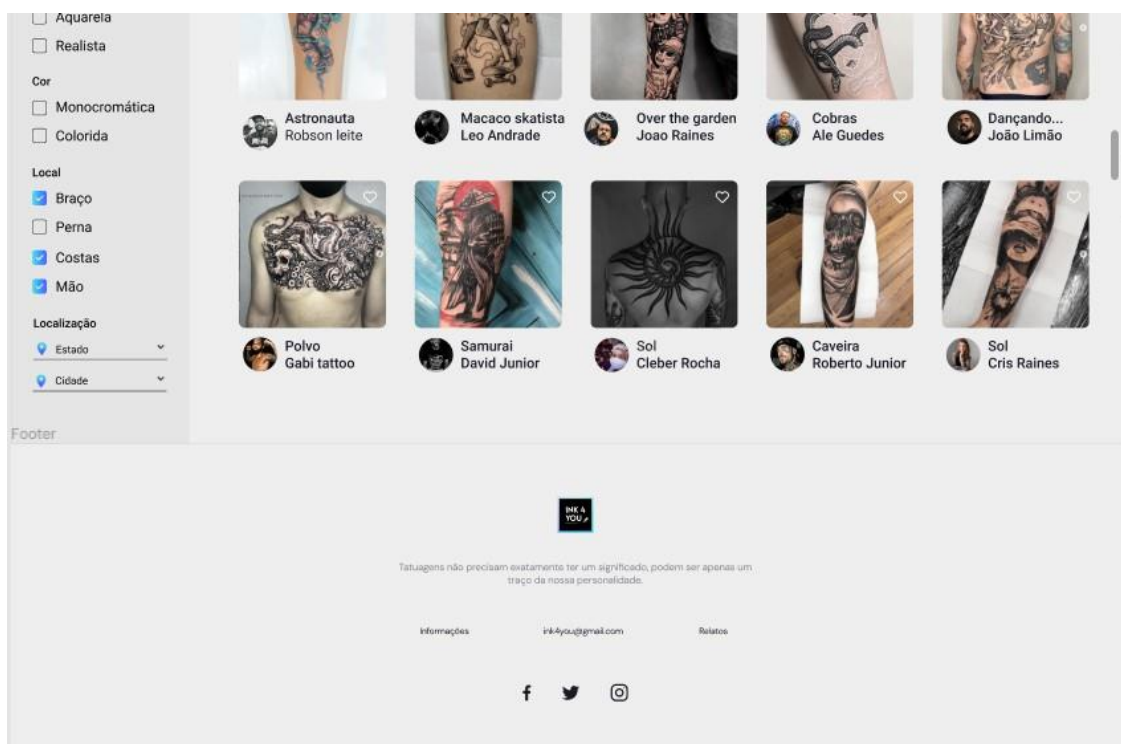 Aquarela
Realista
Cor
Monocromática
Colorida
Local
Braço
Perna
Costas
Mão
Localização
Estado
Cidade
Astronauta
Robson leite
Macaco skatista
Leo Andrade
Over the garden
Joao Raines
Cobras
Ale Guedes
Dançando...
João Limão
Polvo
Gabi tattoo
Samurai
David Junior
Sol
Cleber Rocha
Caveira
Roberto Junior
Sol
Cris Raines
Footer
INK 4
YOU
Tatuagens não precisam exatamente ter um significado, podem ser apenas um
traço da nossa personalidade.
Informações
ink4you@gmail.com
Relatos